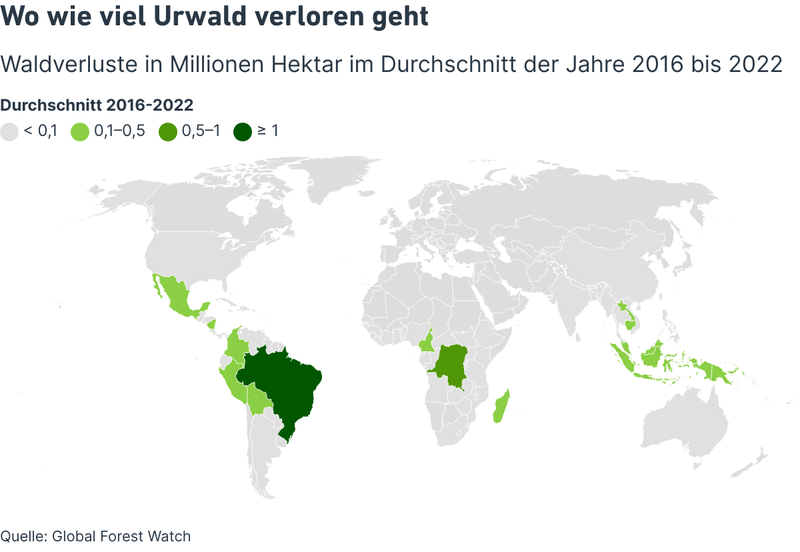 Wo wie viel Urwald verloren geht
Waldverluste in Millionen Hektar im Durchschnitt der Jahre 2016 bis 2022
Durchschnitt 2016-2022
< 0,1 0,1–0,5 0,5–1 ≥ 1
Quelle: Global Forest Watch